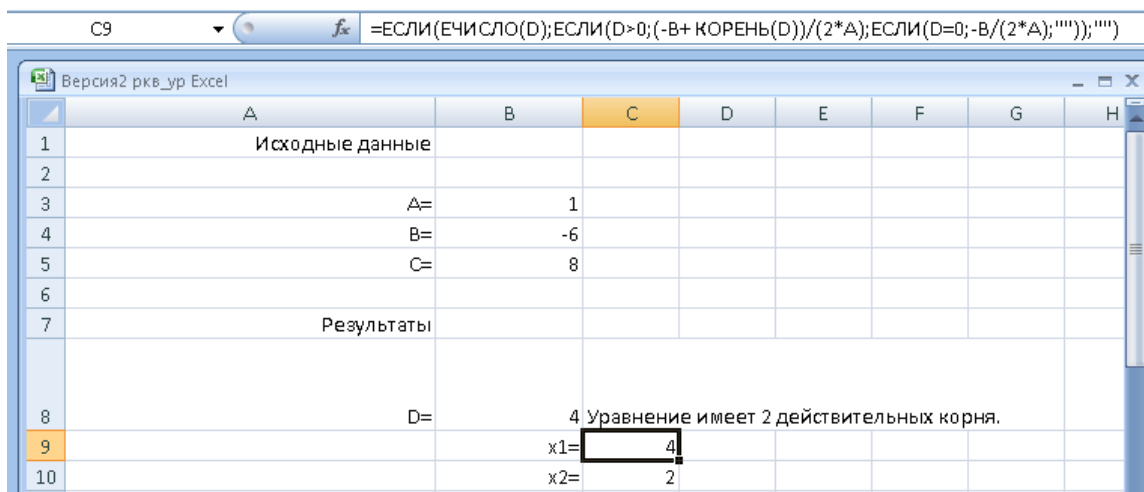 C9 fx =ЕСЛИ(ЕЧИСЛО(D);ЕСЛИ(D>0;(-B+ КОРЕНЬ(D))/(2*A);ЕСЛИ(D=0;-B/(2*A);""));"")
Версия2 ркв_ур Excel
A B C D E F G H
1 Исходные данные
2
3 A= 1
4 B= -6
5 C= 8
6
7 Результаты
8 D= 4 Уравнение имеет 2 действительных корня.
9 x1= 4
10 x2= 2